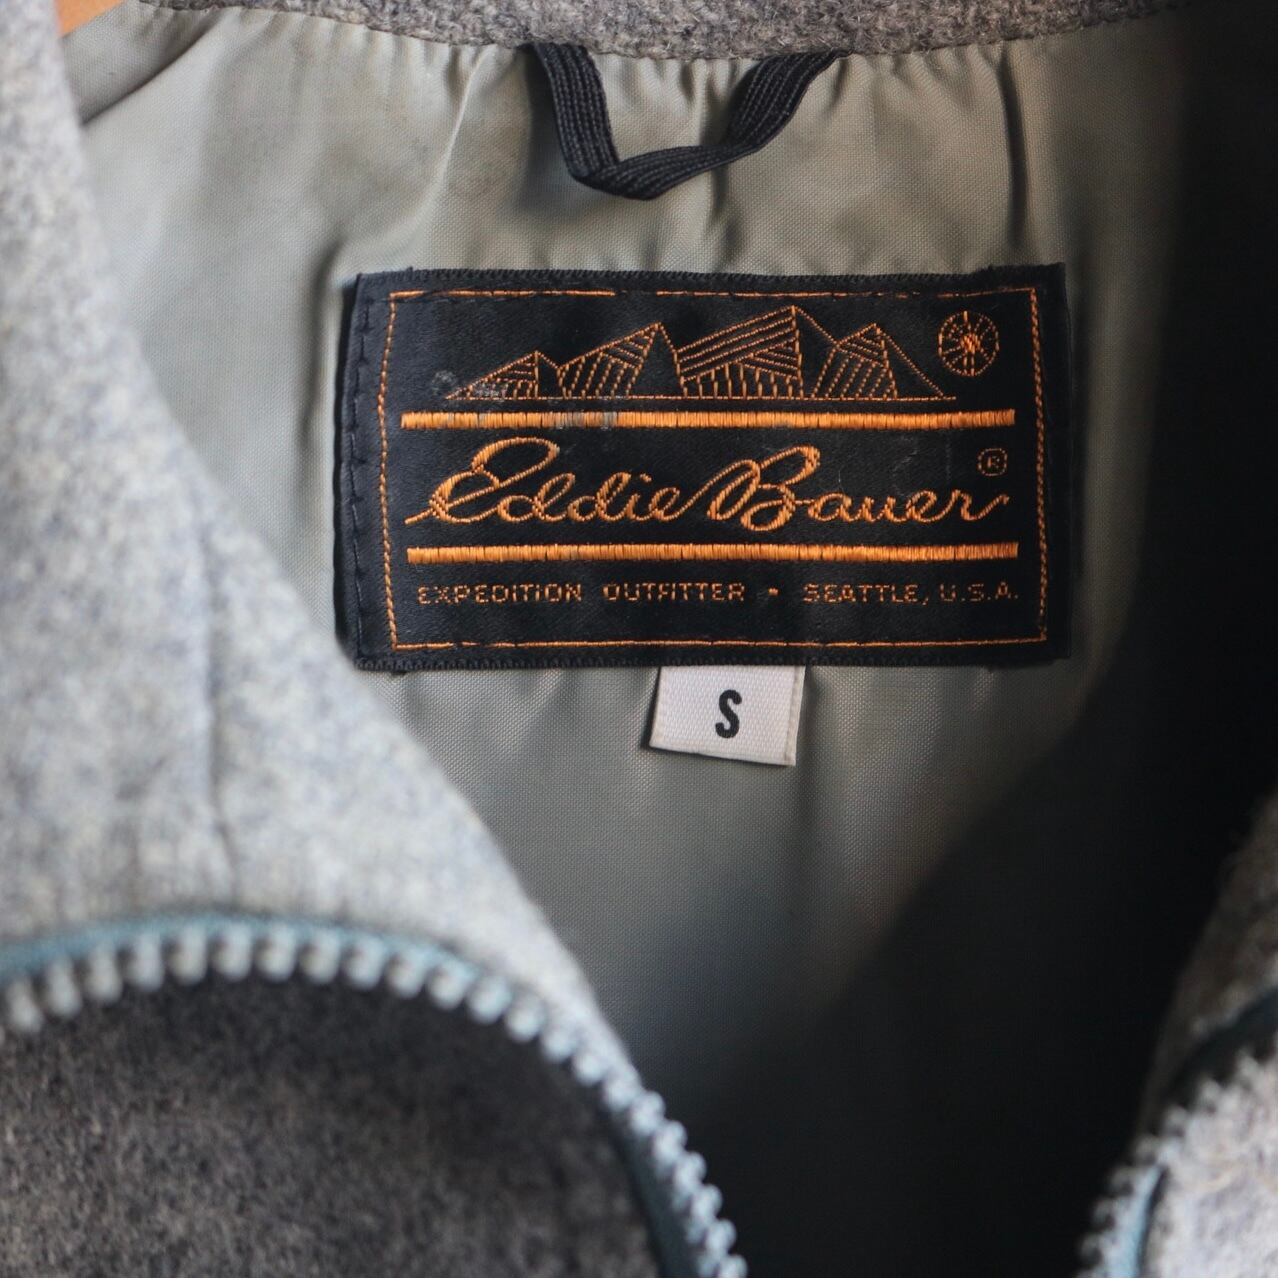 Eddie Bauer ®
EXPEDITION OUTFITTER · SEATTLE, U.S.A.
S